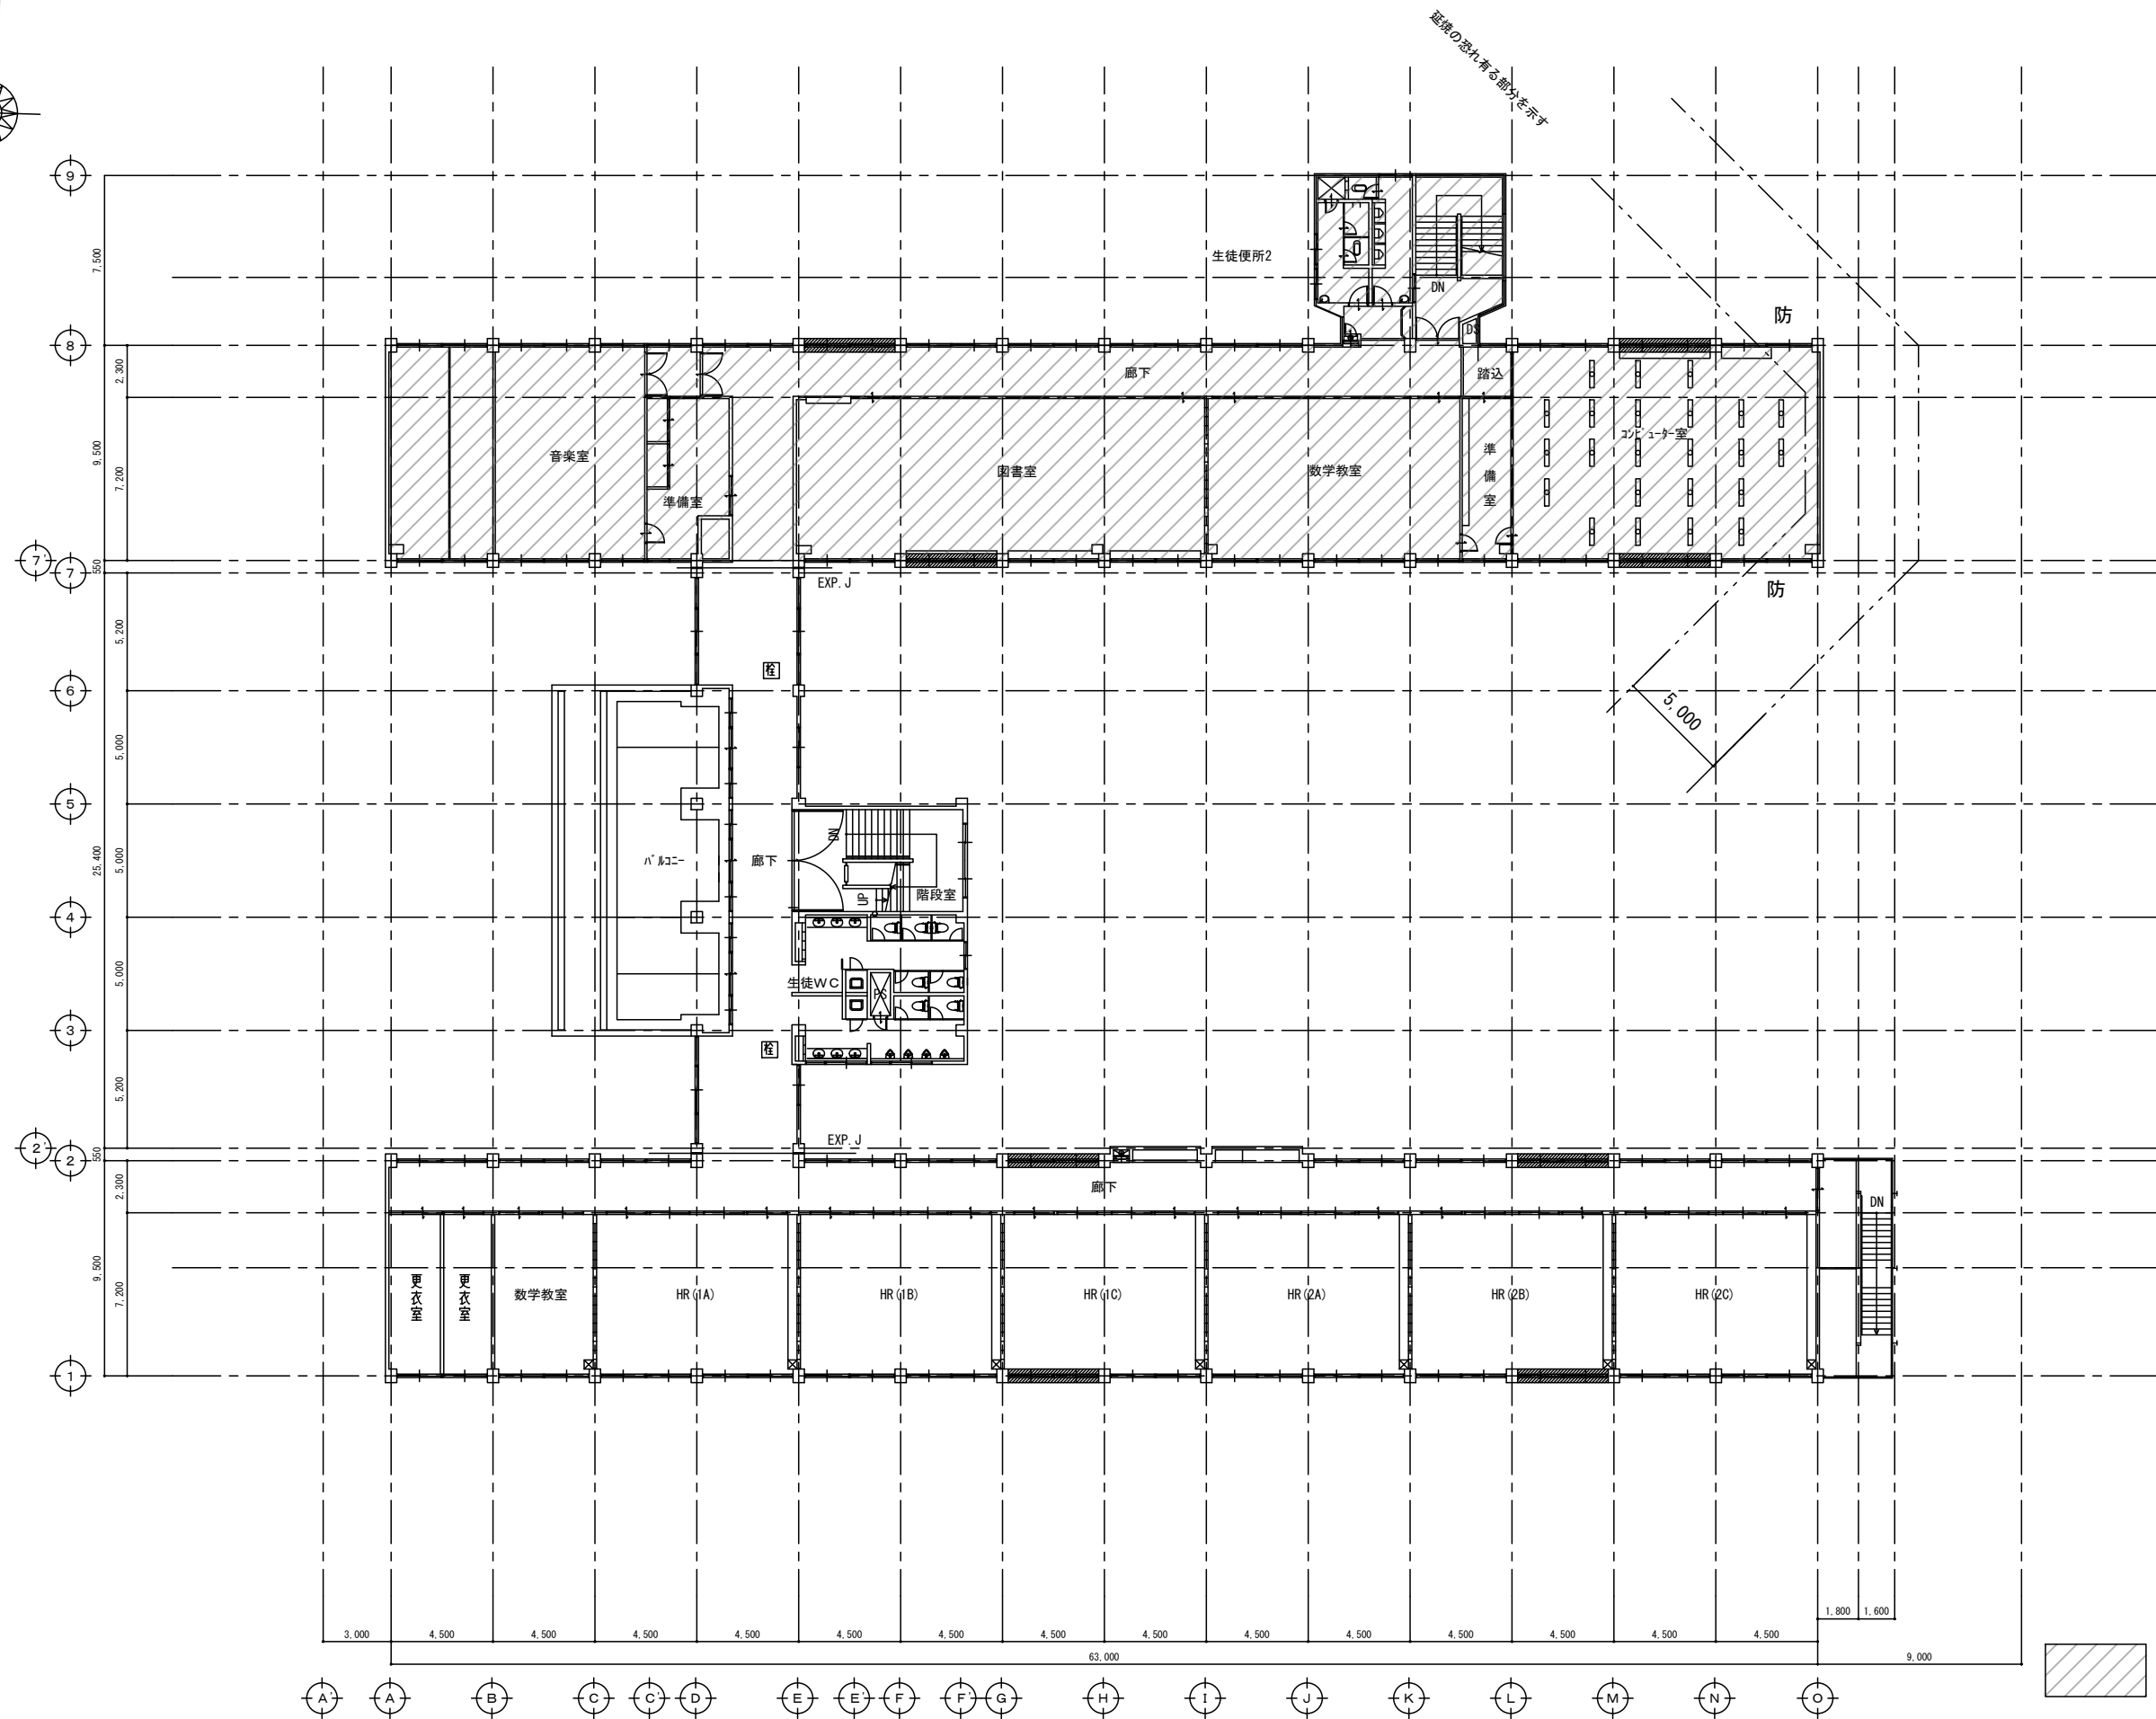 延焼の恐れ有る部分を示す
9
7,500
生徒便所2
DN
DS
防
8
2,300
廊下
踏込
9,500
7,200
音楽室
準備室
図書室
数学教室
準備室
コンピューター室
7'
550
7
EXP.J
防
5,200
栓
6
5,000
5,000
5
25,400
5,000
バルコニー
廊下
DN
UP
階段室
4
5,000
生徒WC
PS
3
栓
5,200
2'
550
2
EXP.J
2,300
廊下
DN
9,500
7,200
更衣室
更衣室
数学教室
HR(1A)
HR(1B)
HR(1C)
HR(2A)
HR(2B)
HR(2C)
1
1,800
1,600
3,000
4,500
4,500
4,500
4,500
4,500
4,500
4,500
4,500
4,500
4,500
4,500
4,500
4,500
4,500
63,000
9,000
A'
A
B
C
C'
D
E
E'
F
F'
G
H
I
J
K
L
M
N
O